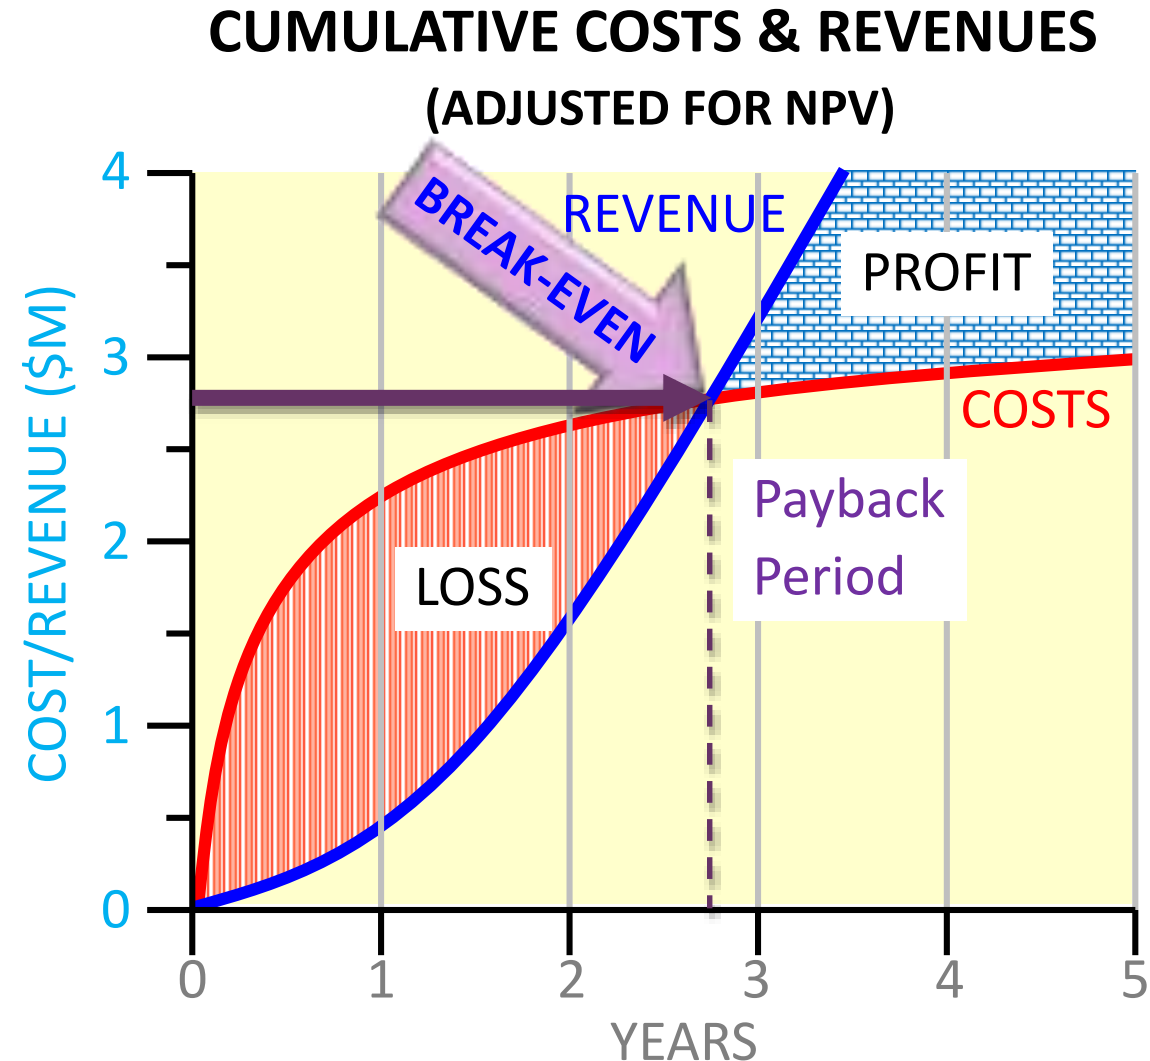 CUMULATIVE COSTS & REVENUES
(ADJUSTED FOR NPV)
COST/REVENUE ($M)
4
3
2
1
0
BREAK-EVEN
REVENUE
PROFIT
COSTS
LOSS
Payback
Period
0 1 2 3 4 5
YEARS